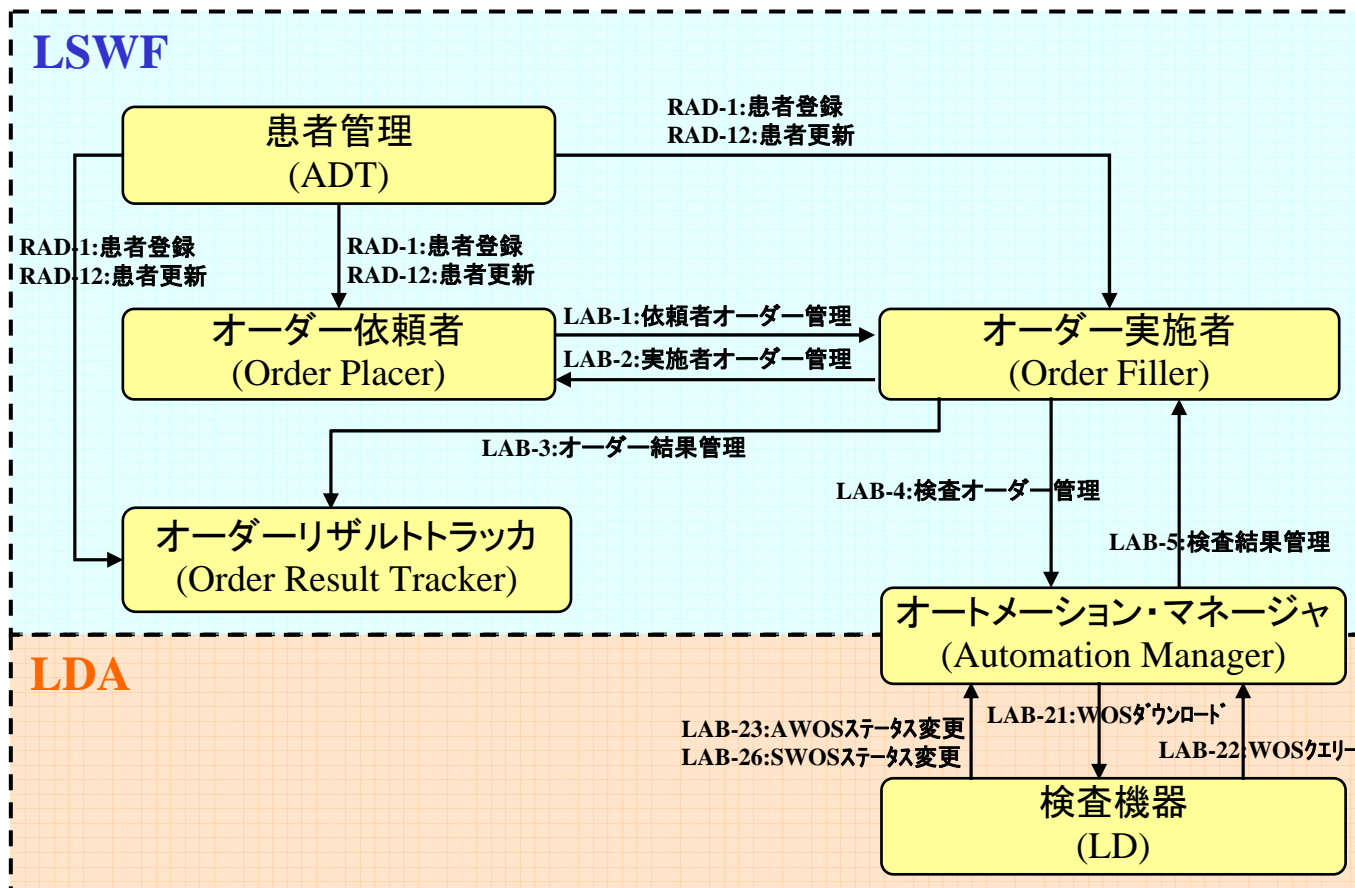 LSWF
患者管理
(ADT)
RAD-1:患者登録
RAD-12:患者更新
RAD-1:患者登録
RAD-12:患者更新
RAD-1:患者登録
RAD-12:患者更新
オーダー依頼者
(Order Placer)
LAB-1:依頼者オーダー管理
LAB-2:実施者オーダー管理
オーダー実施者
(Order Filler)
LAB-3:オーダー結果管理
LAB-4:検査オーダー管理
LAB-5:検査結果管理
オーダーリザルトトラッカ
(Order Result Tracker)
オートメーション・マネージャ
(Automation Manager)
LDA
LAB-23:AWOSステータス変更
LAB-26:SWOSステータス変更
LAB-21:WOSダウンロード
LAB-22:WOSクエリー
検査機器
(LD)